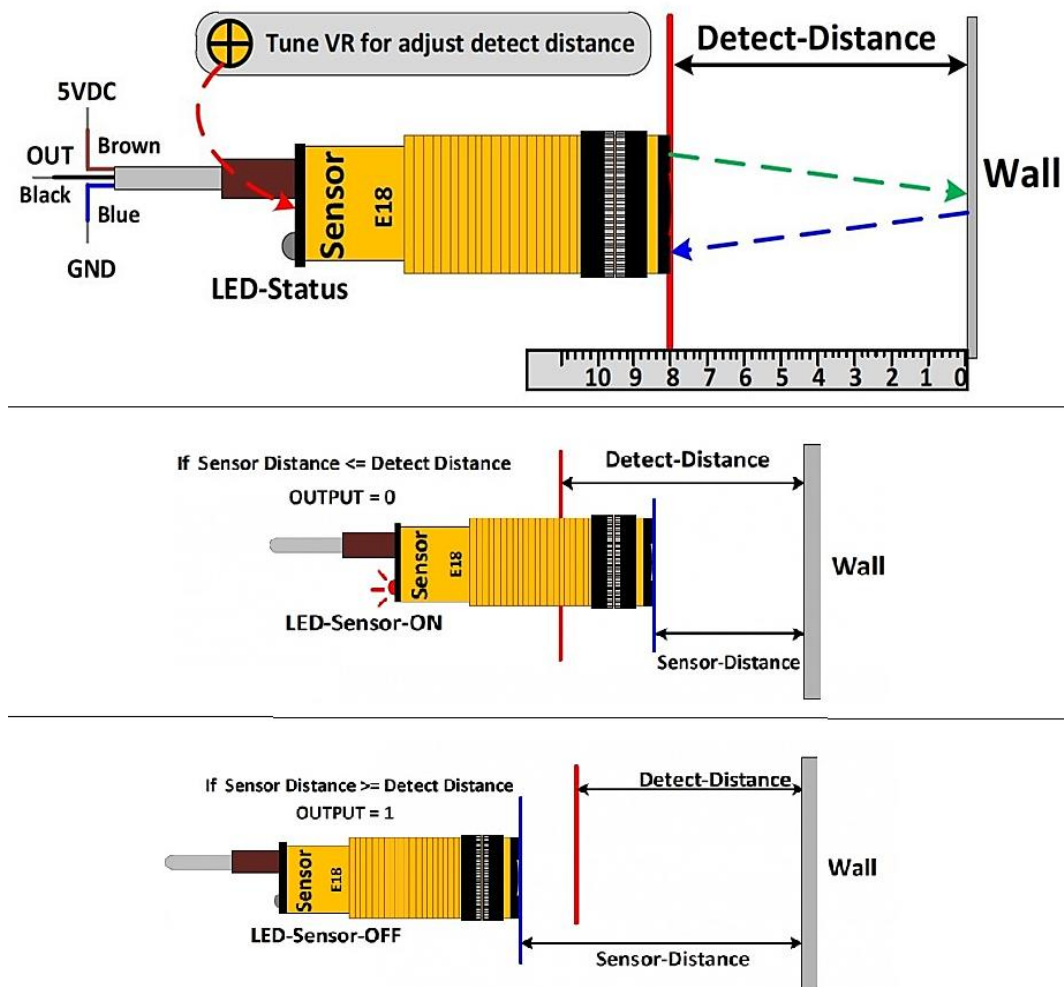 Tune VR for adjust detect distance
Detect-Distance
5VDC
Brown
OUT
Black
Blue
GND
Sensor
E18
LED-Status
Wall
10 9 8 7 6 5 4 3 2 1 0
If Sensor Distance <= Detect Distance
OUTPUT = 0
Detect-Distance
Sensor
E18
Wall
LED-Sensor-ON
Sensor-Distance
If Sensor Distance >= Detect Distance
OUTPUT = 1
Detect-Distance
Sensor
E18
Wall
LED-Sensor-OFF
Sensor-Distance